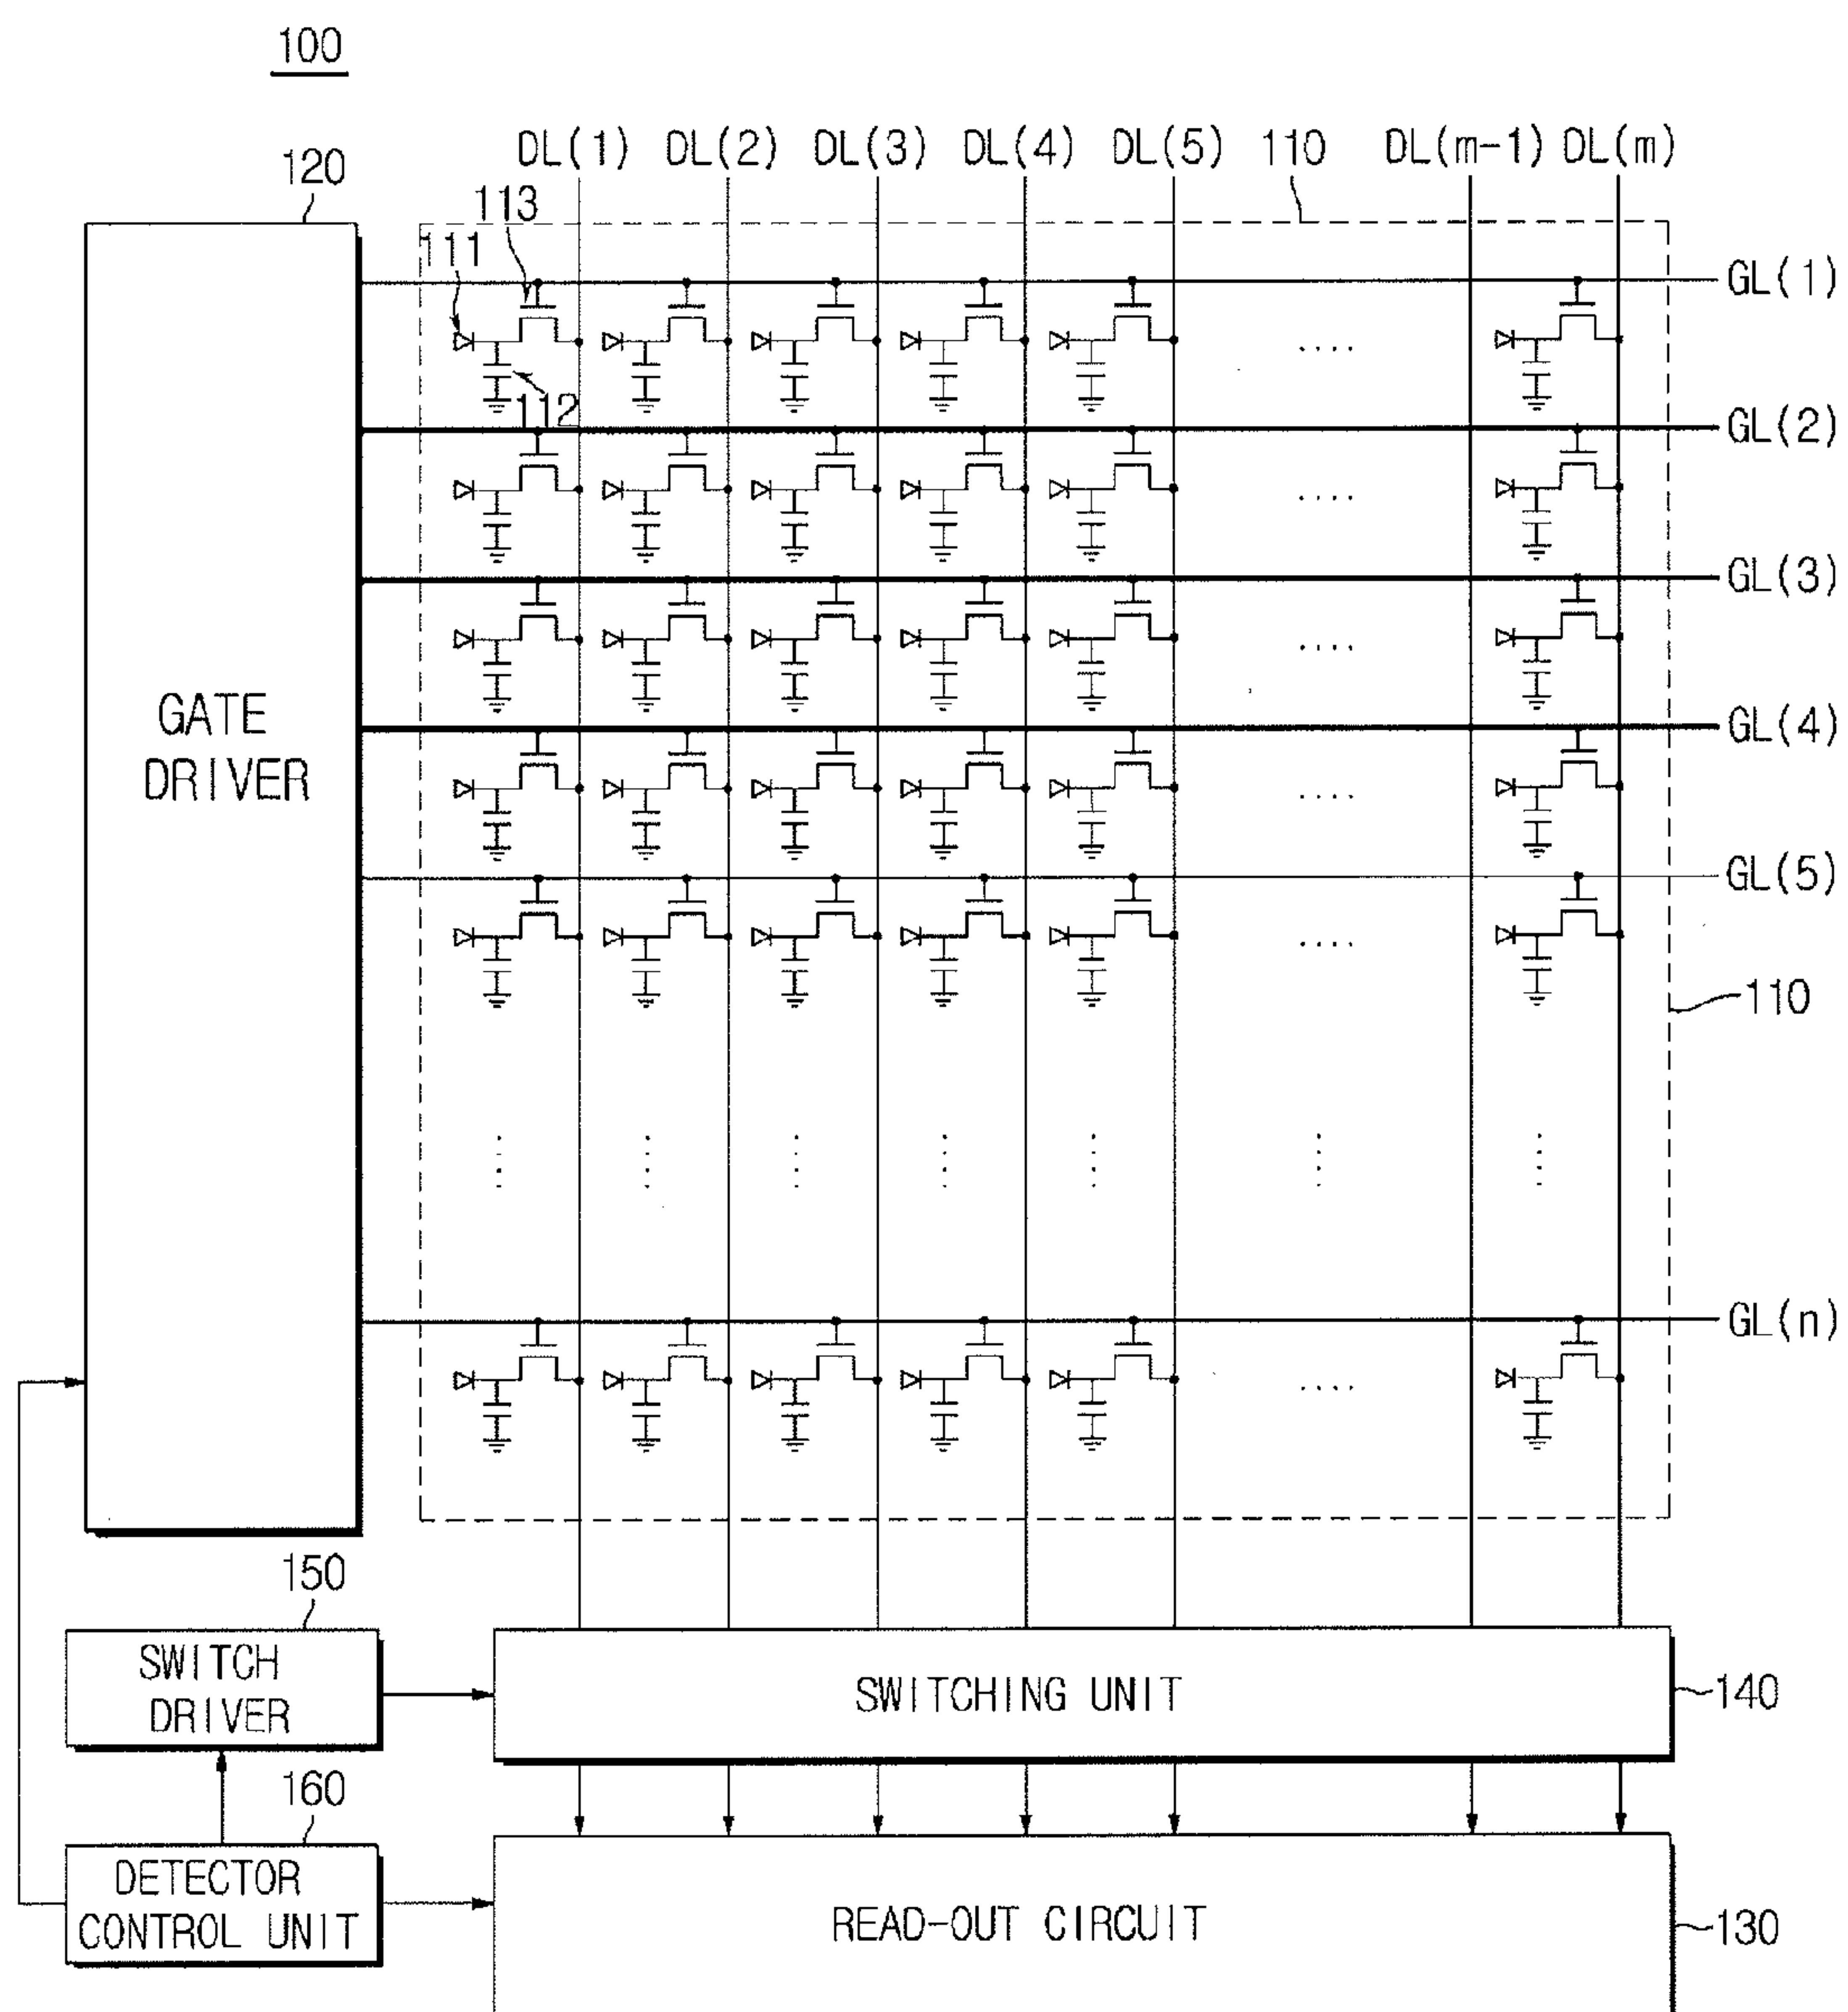 100
DL(1) DL(2) DL(3) DL(4) DL(5) 110 DL(m-1) DL(m)
120
113
111
GL(1)
112
GL(2)
GL(3)
GATE
DRIVER
GL(4)
GL(5)
110
GL(n)
150
SWITCH
DRIVER
SWITCHING UNIT
140
160
DETECTOR
CONTROL UNIT
READ-OUT CIRCUIT
130